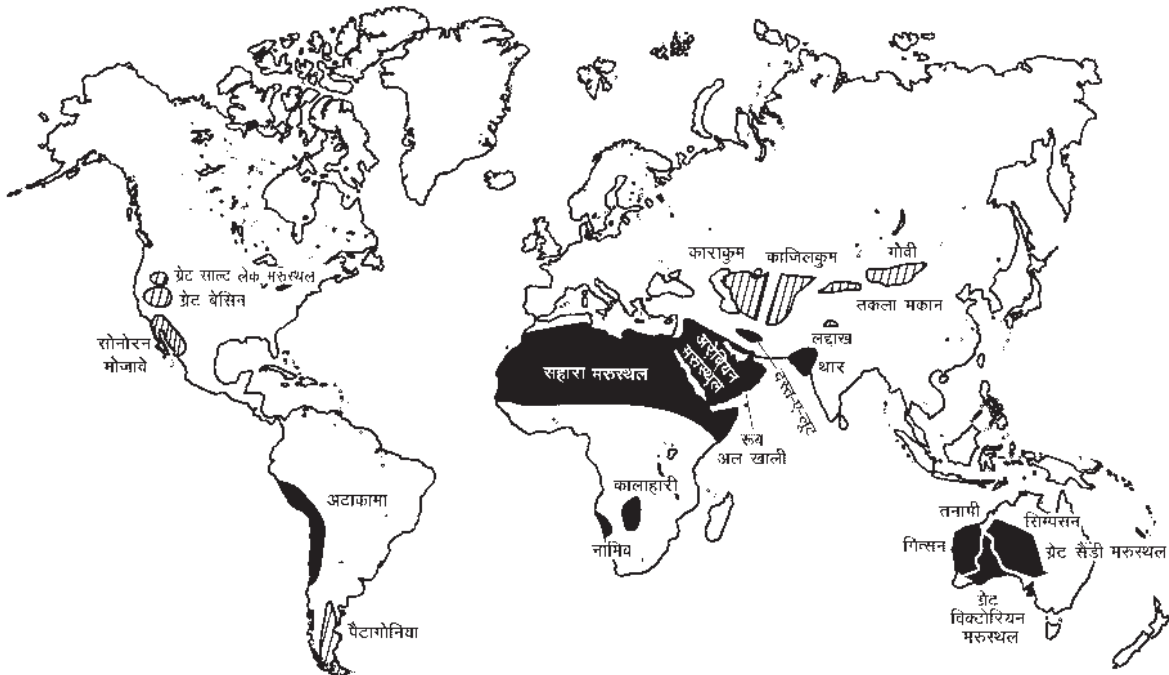 ग्रेट साल्ट लेक मरुस्थल
ग्रेट बेसिन
सोनोरन
मोजावे
काराकुम
काजिलकुम
गोवी
तकला मकान
लद्दाख
थार
सहारा मरुस्थल
अरेबियन
मरुस्थल
दस्त-ए-लूट
रूब
अल खाली
अटाकामा
कालाहारी
नामिब
पैटागोनिया
तनामी
सिम्पसन
गिब्सन
ग्रेट सैंडी मरुस्थल
ग्रेट
विक्टोरियन
मरुस्थल